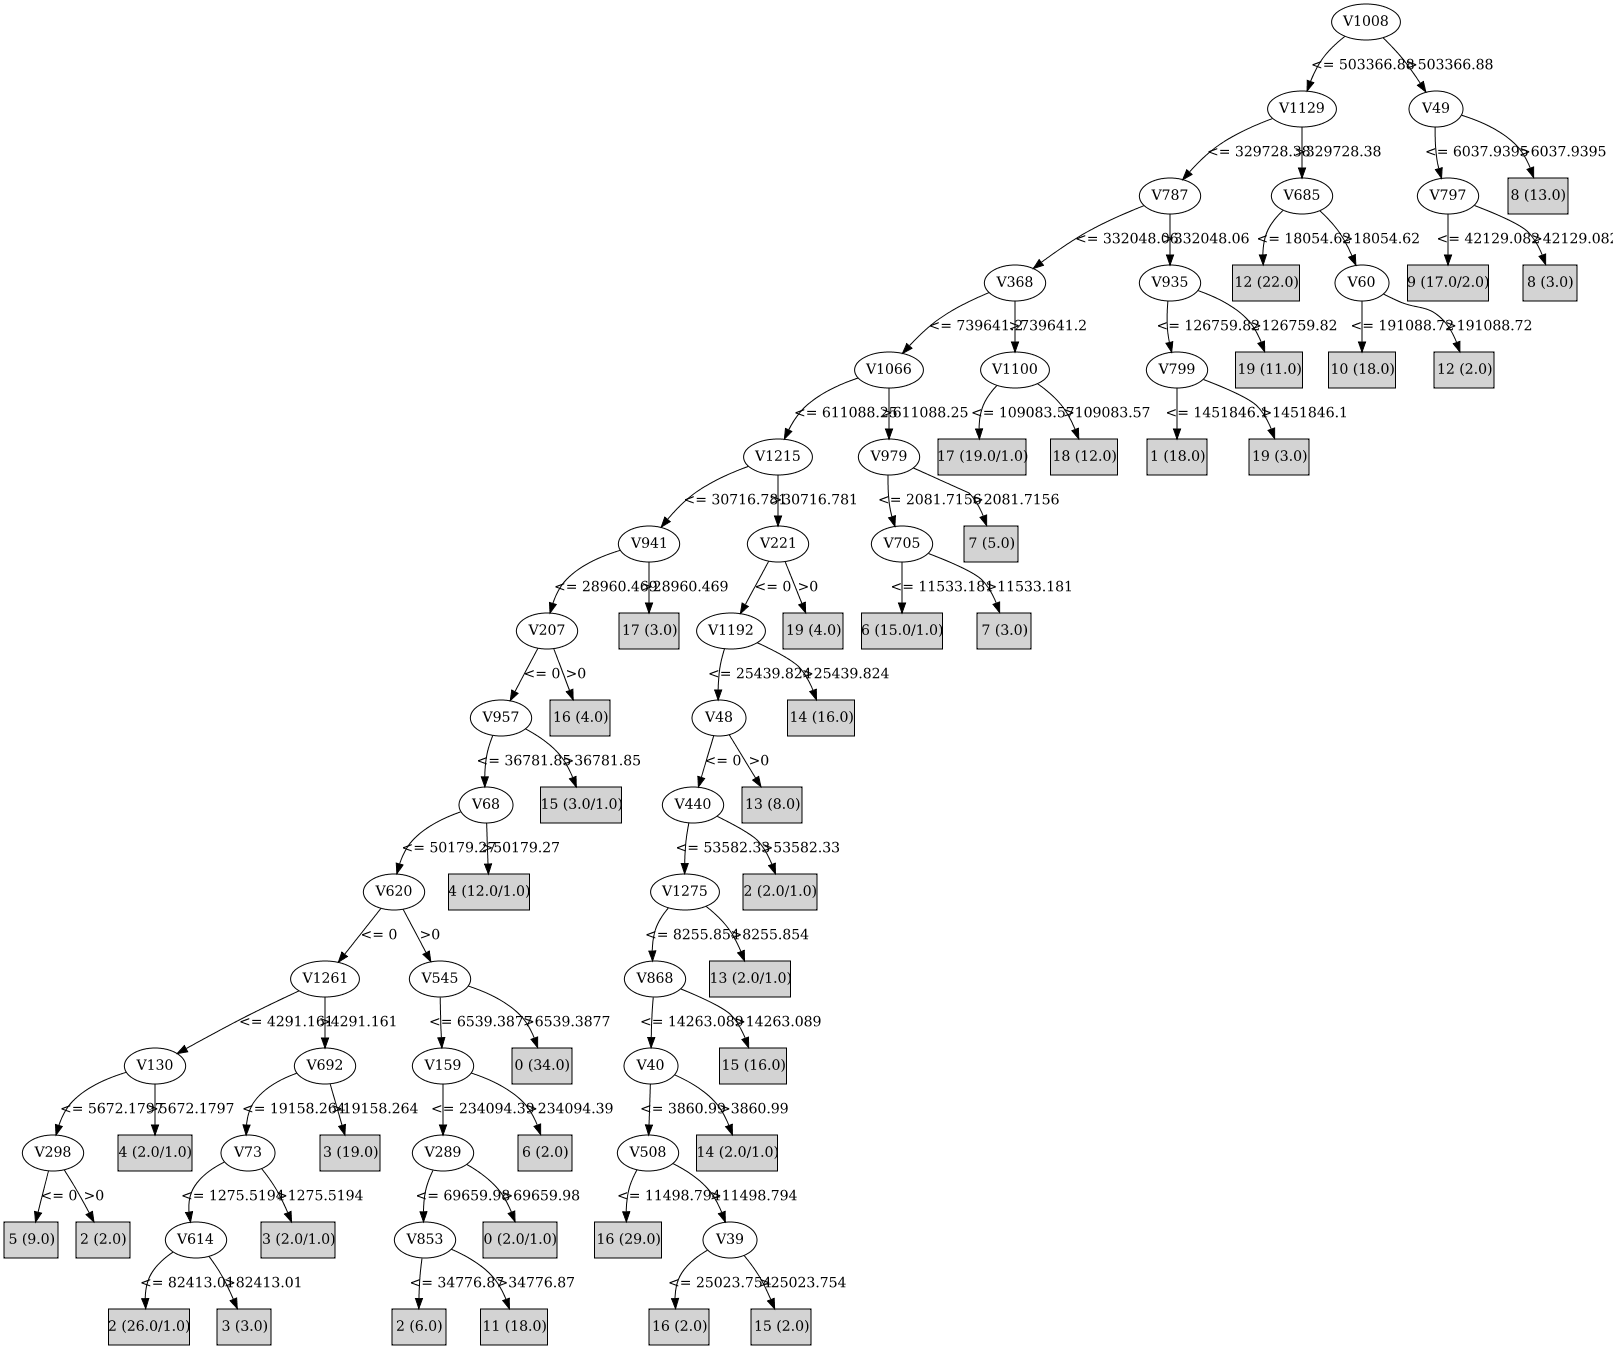 V1008
<= 503366.88 >503366.88
V1129 V49
<= 329728.38 >329728.38 <= 6037.9395 >6037.9395
V787 V685 V797 8 (13.0)
<= 332048.06 >332048.06 <= 18054.62 >18054.62 <= 42129.082 >42129.082
V368 V935 12 (22.0) V60 9 (17.0/2.0) 8 (3.0)
<= 739641.2 >739641.2 <= 126759.82 >126759.82 <= 191088.72 >191088.72
V1066 V1100 V799 19 (11.0) 10 (18.0) 12 (2.0)
<= 611088.25 >611088.25 <= 109083.57 >109083.57 <= 1451846.1 >1451846.1
V1215 V979 17 (19.0/1.0) 18 (12.0) 1 (18.0) 19 (3.0)
<= 30716.781 >30716.781 <= 2081.7156 >2081.7156
V941 V221 V705 7 (5.0)
<= 28960.469 >28960.469 <= 0 >0 <= 11533.181 >11533.181
V207 17 (3.0) V1192 19 (4.0) 6 (15.0/1.0) 7 (3.0)
<= 0 >0 <= 25439.824 >25439.824
V957 16 (4.0) V48 14 (16.0)
<= 36781.85 >36781.85 <= 0 >0
V68 15 (3.0/1.0) V440 13 (8.0)
<= 50179.27 >50179.27 <= 53582.33 >53582.33
V620 4 (12.0/1.0) V1275 2 (2.0/1.0)
<= 0 >0 <= 8255.854 >8255.854
V1261 V545 V868 13 (2.0/1.0)
<= 4291.161 >4291.161 <= 6539.3877 >6539.3877 <= 14263.089 >14263.089
V130 V692 V159 0 (34.0) V40 15 (16.0)
<= 5672.1797 >5672.1797 <= 19158.264 >19158.264 <= 234094.39 >234094.39 <= 3860.99 >3860.99
V298 4 (2.0/1.0) V73 3 (19.0) V289 6 (2.0) V508 14 (2.0/1.0)
<= 0 >0 <= 1275.5194 >1275.5194 <= 69659.98 >69659.98 <= 11498.794 >11498.794
5 (9.0) 2 (2.0) V614 3 (2.0/1.0) V853 0 (2.0/1.0) 16 (29.0) V39
<= 82413.01 >82413.01 <= 34776.87 >34776.87 <= 25023.754 >25023.754
2 (26.0/1.0) 3 (3.0) 2 (6.0) 11 (18.0) 16 (2.0) 15 (2.0)